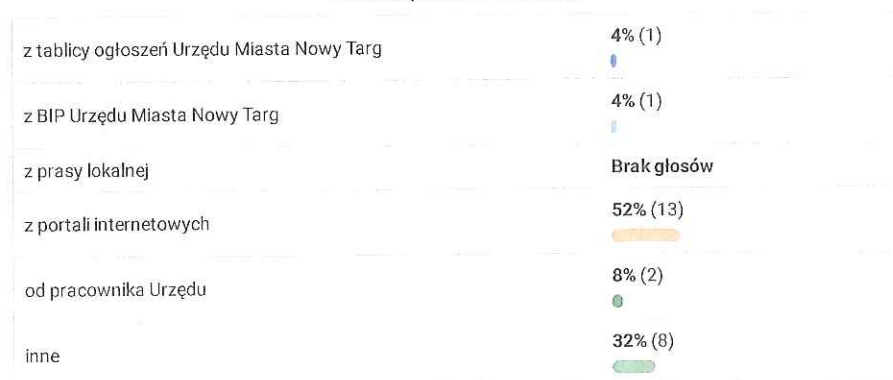 z tablicy ogłoszeń Urzędu Miasta Nowy Targ 4% (1)
z BIP Urzędu Miasta Nowy Targ 4% (1)
z prasy lokalnej Brak głosów
z portali internetowych 52% (13)
od pracownika Urzędu 8% (2)
inne 32% (8)